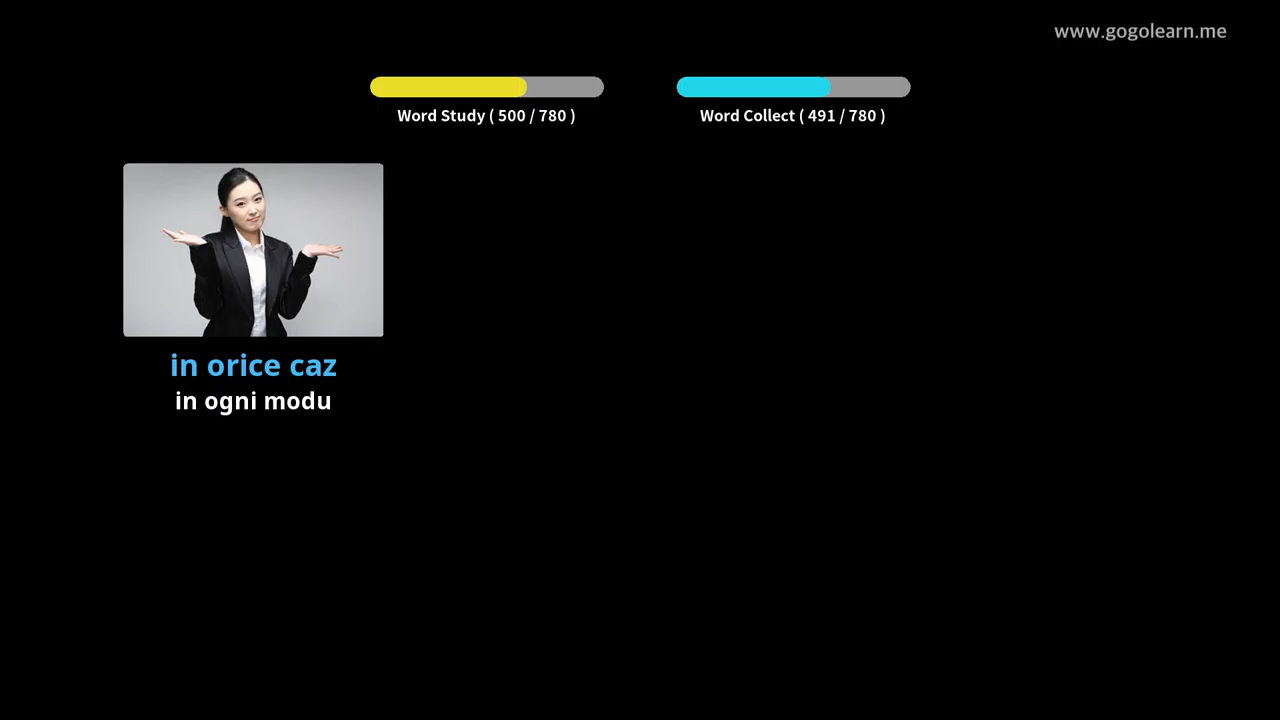 www.gogolearn.me
Word Study ( 500 / 780 )
Word Collect ( 491 / 780 )
in orice caz
in ogni modu